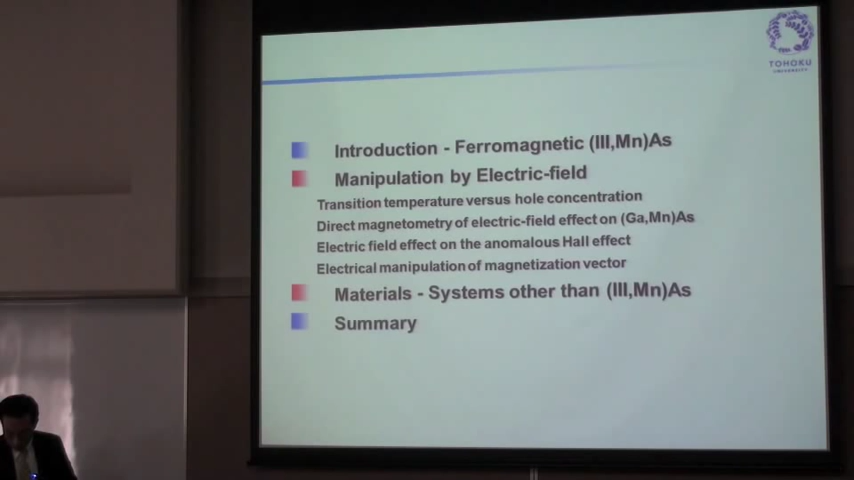 TOHOKU
UNIVERSITY
Introduction - Ferromagnetic (III,Mn)As
Manipulation by Electric-field
Transition temperature versus hole concentration
Direct magnetometry of electric-field effect on (Ga,Mn)As
Electric field effect on the anomalous Hall effect
Electrical manipulation of magnetization vector
Materials - Systems other than (III,Mn)As
Summary